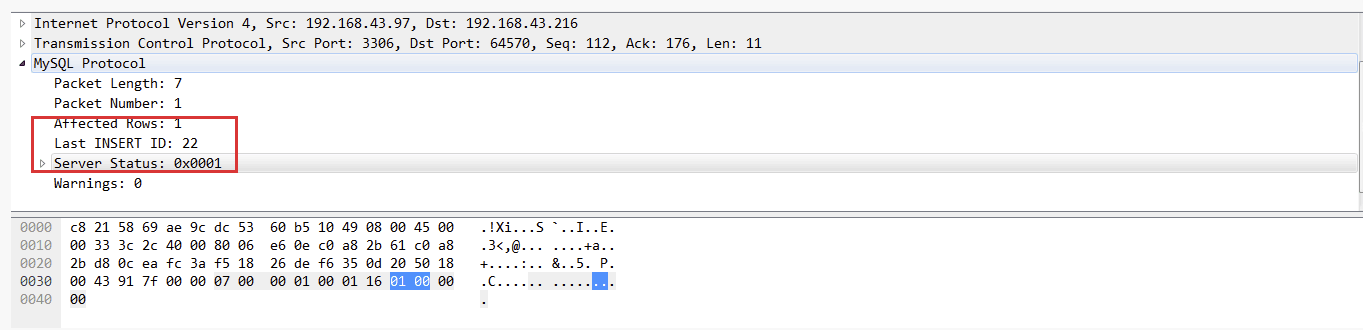 Internet Protocol Version 4, Src: 192.168.43.97, Dst: 192.168.43.216
Transmission Control Protocol, Src Port: 3306, Dst Port: 64570, Seq: 112, Ack: 176, Len: 11
MySQL Protocol
Packet Length: 7
Packet Number: 1
Affected Rows: 1
Last INSERT ID: 22
Server Status: 0x0001
Warnings: 0
0000 c8 21 58 69 ae 9c dc 53 60 b5 10 49 08 00 45 00 .!Xi...S `..I..E.
0010 00 33 3c 2c 40 00 80 06 e6 0e c0 a8 2b 61 c0 a8 .3<,@... ....+a..
0020 2b d8 0c ea fc 3a f5 18 26 de f6 35 0d 20 50 18 +....:.. &..5. P.
0030 00 43 91 7f 00 00 07 00 00 01 00 01 16 01 00 00 .C...... ........
0040 00 .